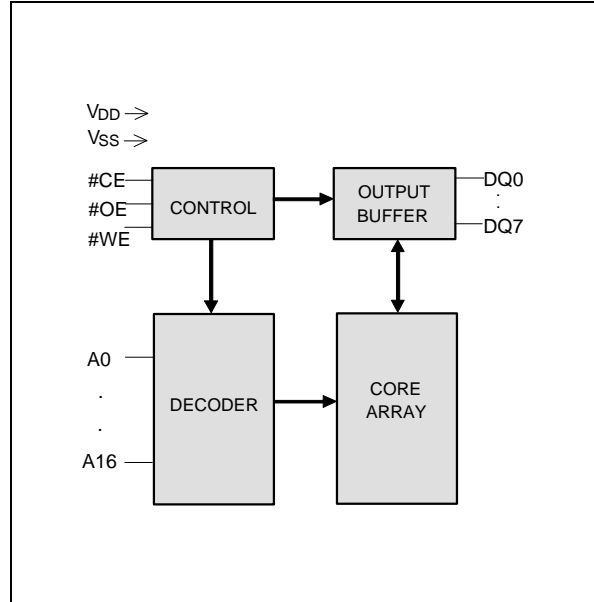 VDD
VSS
#CE
#OE
#WE
CONTROL
OUTPUT
BUFFER
DQ0
.
.
DQ7
A0
.
.
A16
DECODER
CORE
ARRAY